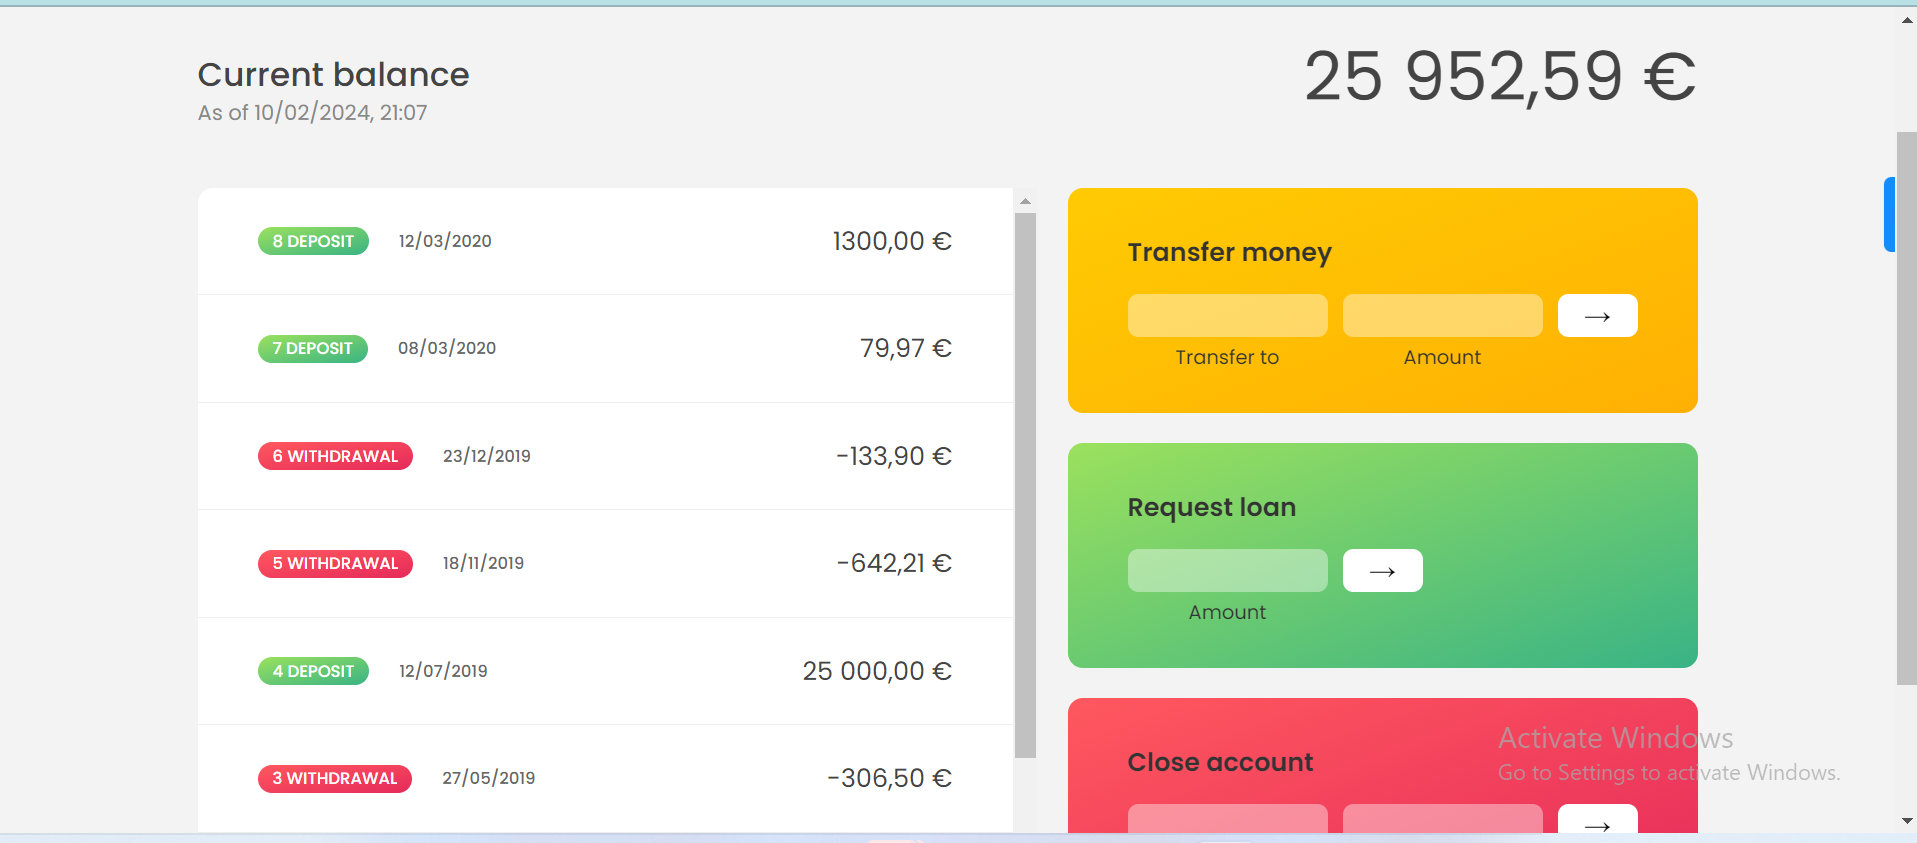 Current balance
As of 10/02/2024, 21:07
25 952,59 €
8 DEPOSIT 12/03/2020 1300,00 €
7 DEPOSIT 08/03/2020 79,97 €
6 WITHDRAWAL 23/12/2019 -133,90 €
5 WITHDRAWAL 18/11/2019 -642,21 €
4 DEPOSIT 12/07/2019 25 000,00 €
3 WITHDRAWAL 27/05/2019 -306,50 €
Transfer money
→
Transfer to Amount
Request loan
→
Amount
Close account
→
Activate Windows
Go to Settings to activate Windows.